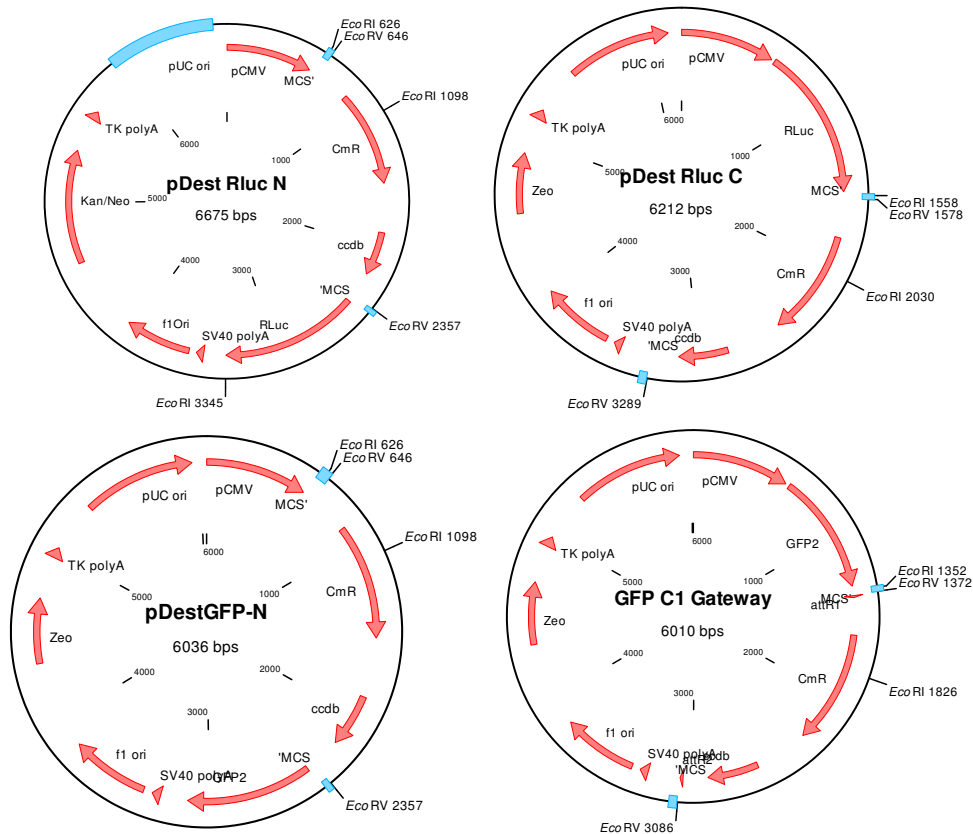 EcoRI 626
EcoRV 646
pUC ori
pCMV
MCS'
EcoRI 1098
TK polyA
6000
1000
CmR
pDest Rluc N
Kan/Neo
5000
6675 bps
2000
ccdb
4000
3000
'MCS
f1Ori
SV40 polyA
RLuc
EcoRV 2357
EcoRI 3345
pUC ori
pCMV
6000
TK polyA
RLuc
1000
5000
pDest Rluc C
Zeo
MCS'
EcoRI 1558
EcoRV 1578
6212 bps
2000
4000
3000
CmR
EcoRI 2030
f1 ori
SV40 polyA
'MCS
ccdb
EcoRV 3289
EcoRI 626
EcoRV 646
pUC ori
pCMV
MCS'
6000
EcoRI 1098
TK polyA
5000
1000
CmR
pDestGFP-N
Zeo
6036 bps
4000
2000
3000
ccdb
f1 ori
SV40 polyA
GFP2
'MCS
EcoRV 2357
pUC ori
pCMV
6000
GFP2
TK polyA
5000
1000
EcoRI 1352
EcoRV 1372
GFP C1 Gateway
MCS'
attR1
Zeo
6010 bps
4000
2000
CmR
EcoRI 1826
3000
f1 ori
SV40 polyA
attR2
ccdb
'MCS
EcoRV 3086